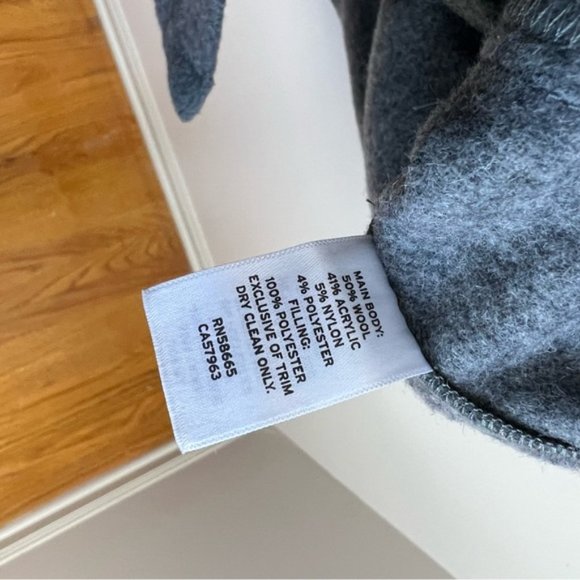 MAIN BODY:
50% WOOL
41% ACRYLIC
5% NYLON
4% POLYESTER
FILLING:
100% POLYESTER
EXCLUSIVE OF TRIM
DRY CLEAN ONLY.
RN58665
CA57963